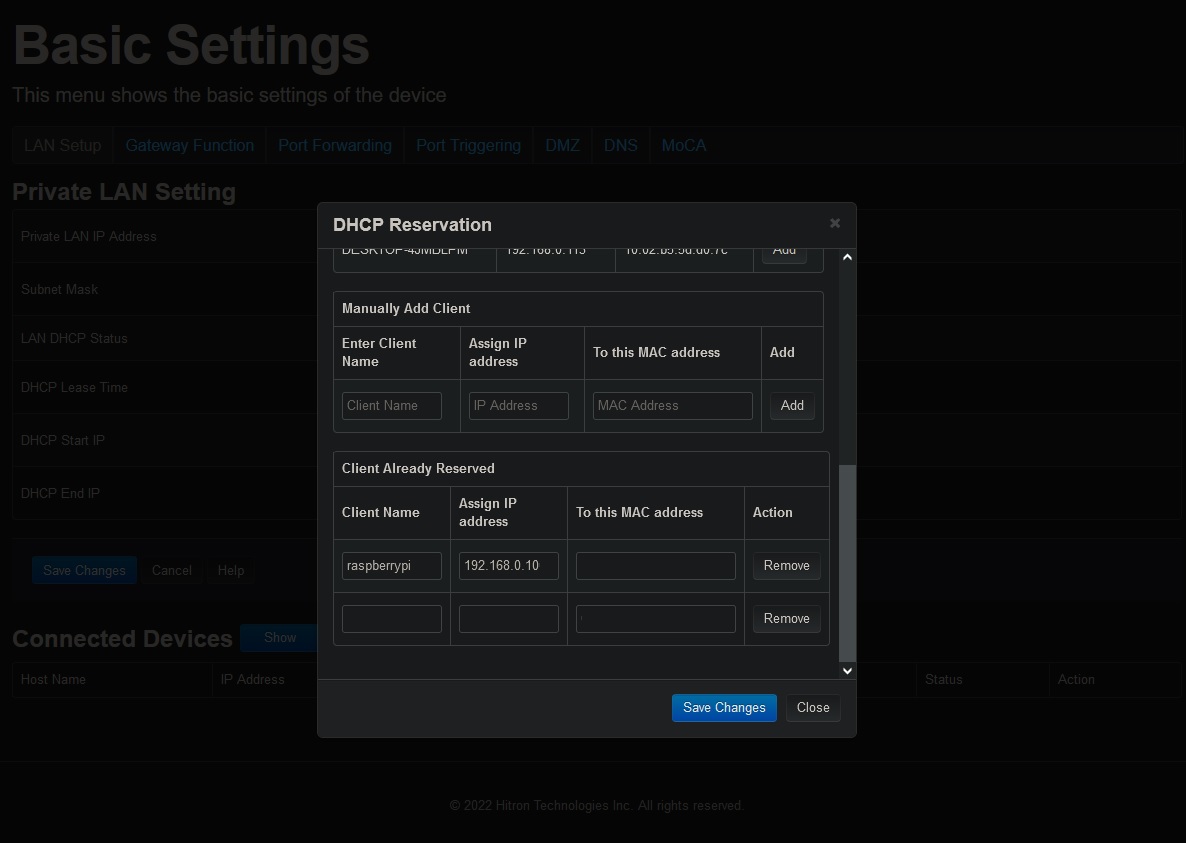 Basic Settings
This menu shows the basic settings of the device
LAN Setup Gateway Function Port Forwarding Port Triggering DMZ DNS MoCA
Private LAN Setting
Private LAN IP Address
Subnet Mask
LAN DHCP Status
DHCP Lease Time
DHCP Start IP
DHCP End IP
Save Changes Cancel Help
Connected Devices Show
Host Name IP Address Status Action
DHCP Reservation ×
192.168.0.115 Add
Manually Add Client
Enter Client Name Assign IP address To this MAC address Add
Client Name IP Address MAC Address Add
Client Already Reserved
Client Name Assign IP address To this MAC address Action
raspberrypi 192.168.0.10 Remove
Remove
Save Changes Close
© 2022 Hitron Technologies Inc. All rights reserved.